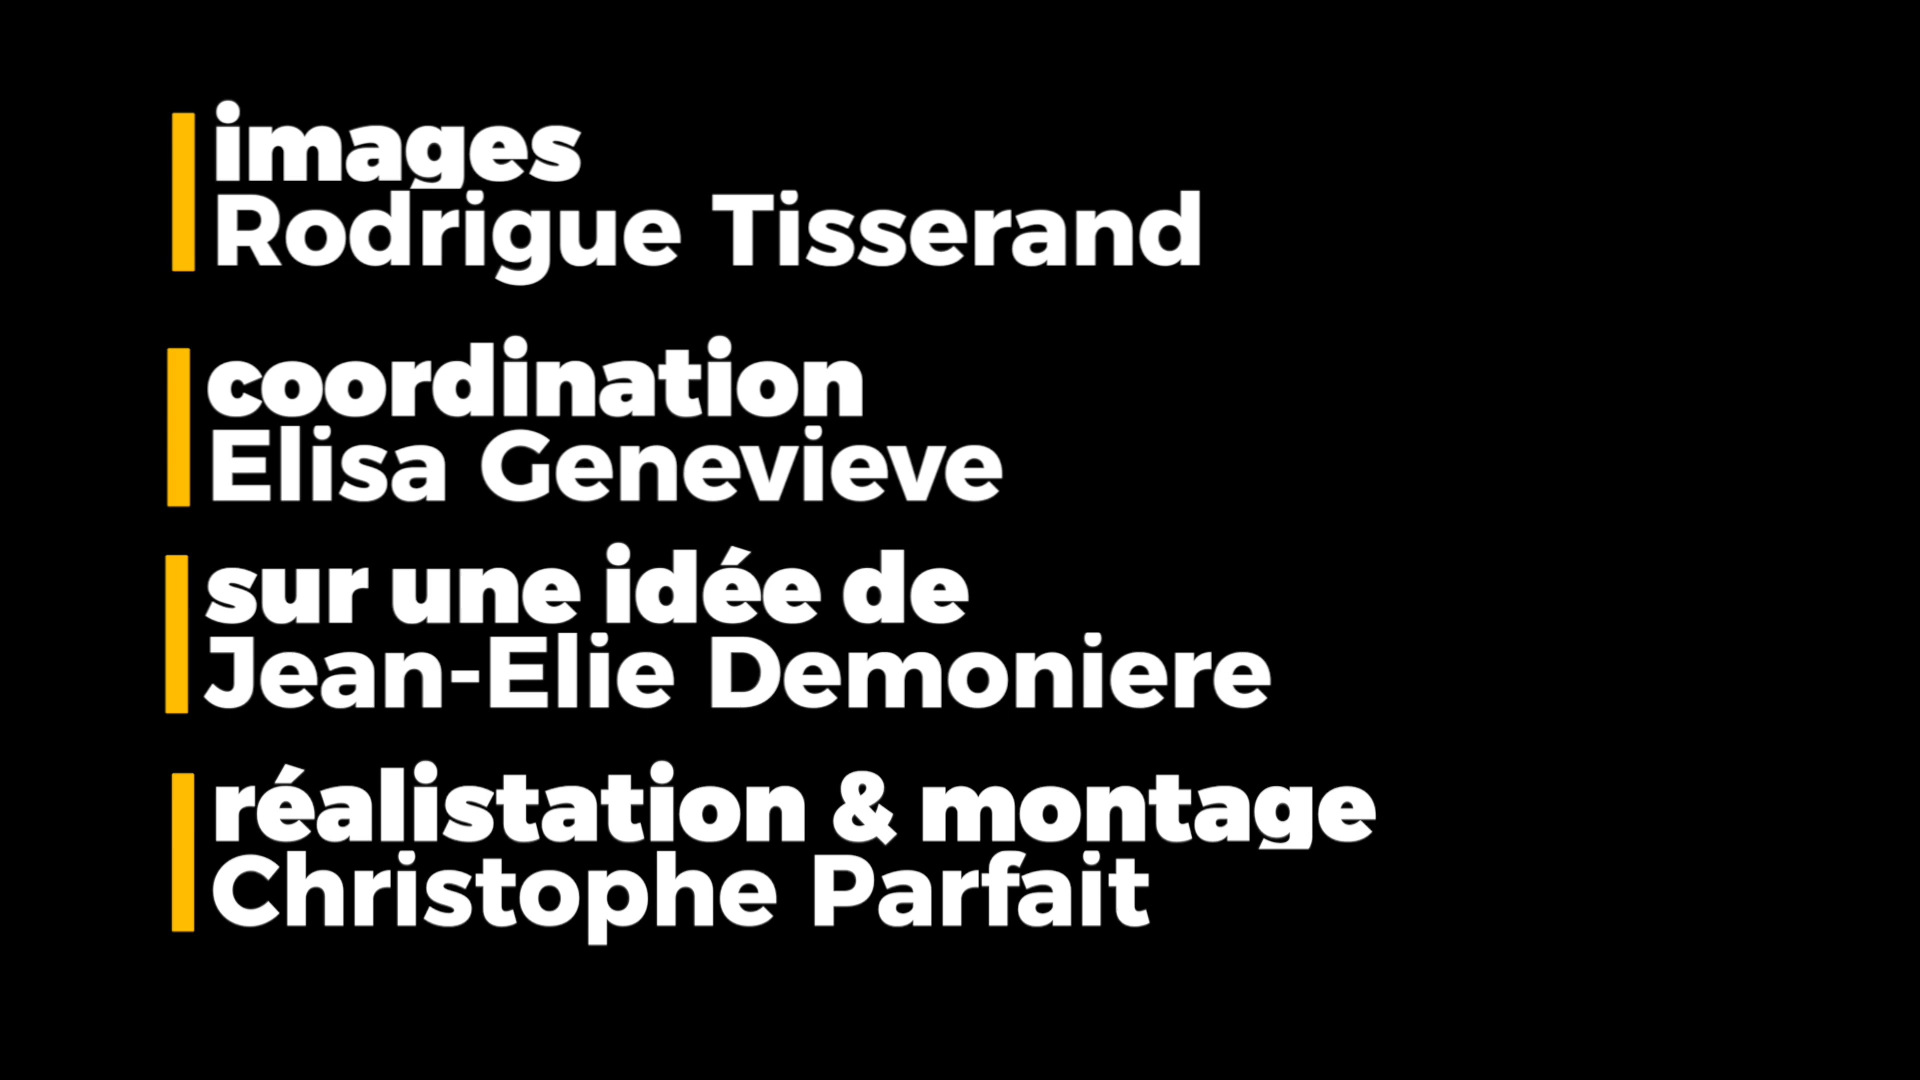 images
Rodrigue Tisserand
coordination
Elisa Genevieve
sur une idée de
Jean-Elie Demoniere
réalistation & montage
Christophe Parfait